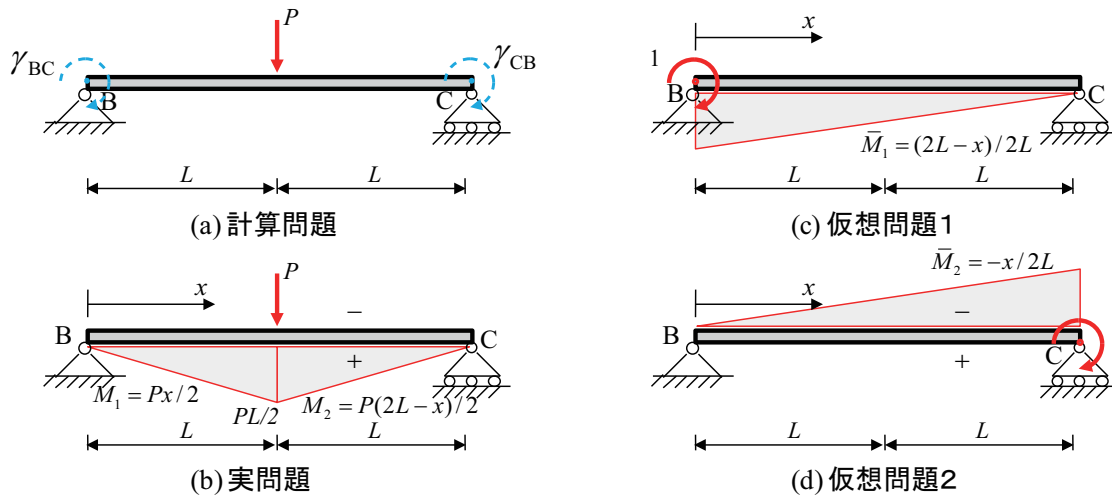 P
γBC
γCB
B
C
L
L
(a) 計算問題
P
x
−
B
C
+
M1 = Px/2
PL/2
M2 = P(2L−x)/2
L
L
(b) 実問題
x
1
B
C
M̄1 = (2L−x)/2L
L
L
(c) 仮想問題1
M̄2 = −x/2L
x
B
−
C
+
L
L
(d) 仮想問題2